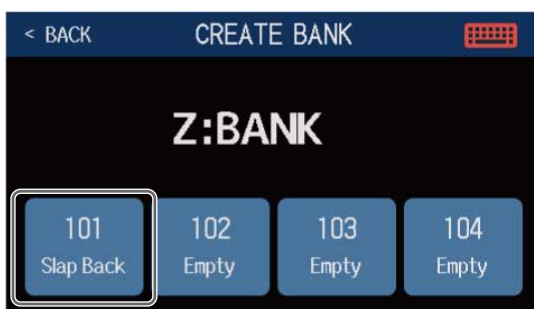 < BACK CREATE BANK
Z:BANK
101 102 103 104
Slap Back Empty Empty Empty